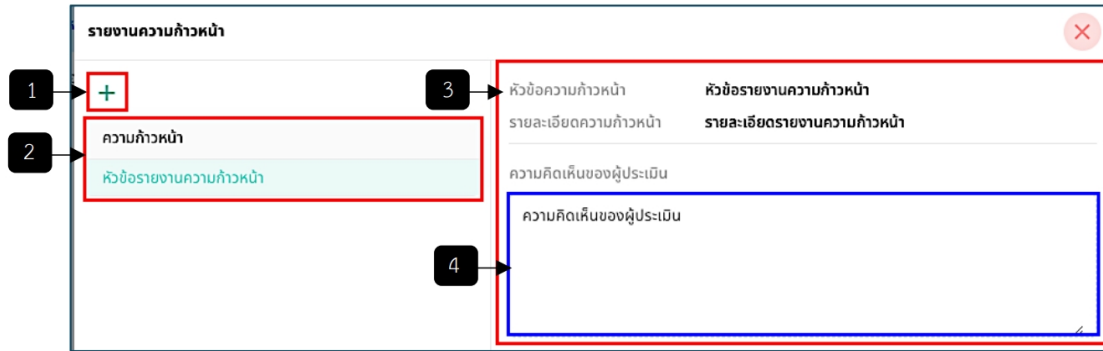 รายงานความก้าวหน้า
1
3
หัวข้อความก้าวหน้า หัวข้อรายงานความก้าวหน้า
รายละเอียดความก้าวหน้า รายละเอียดรายงานความก้าวหน้า
2
ความก้าวหน้า
หัวข้อรายงานความก้าวหน้า
ความคิดเห็นของผู้ประเมิน
ความคิดเห็นของผู้ประเมิน
4